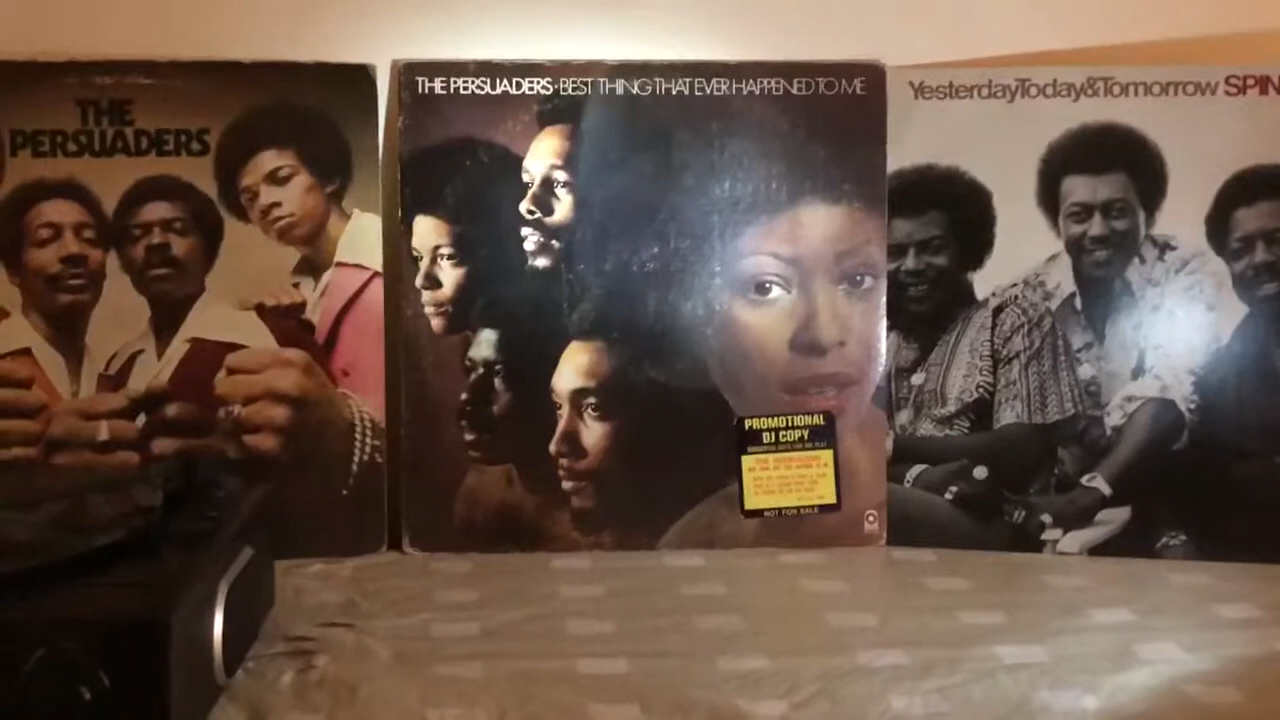 THE
PERSUADERS
THE PERSUADERS•BEST THING THAT EVER HAPPENED TO ME
YesterdayToday&Tomorrow SPIN
PROMOTIONAL
DJ COPY
NOT FOR SALE